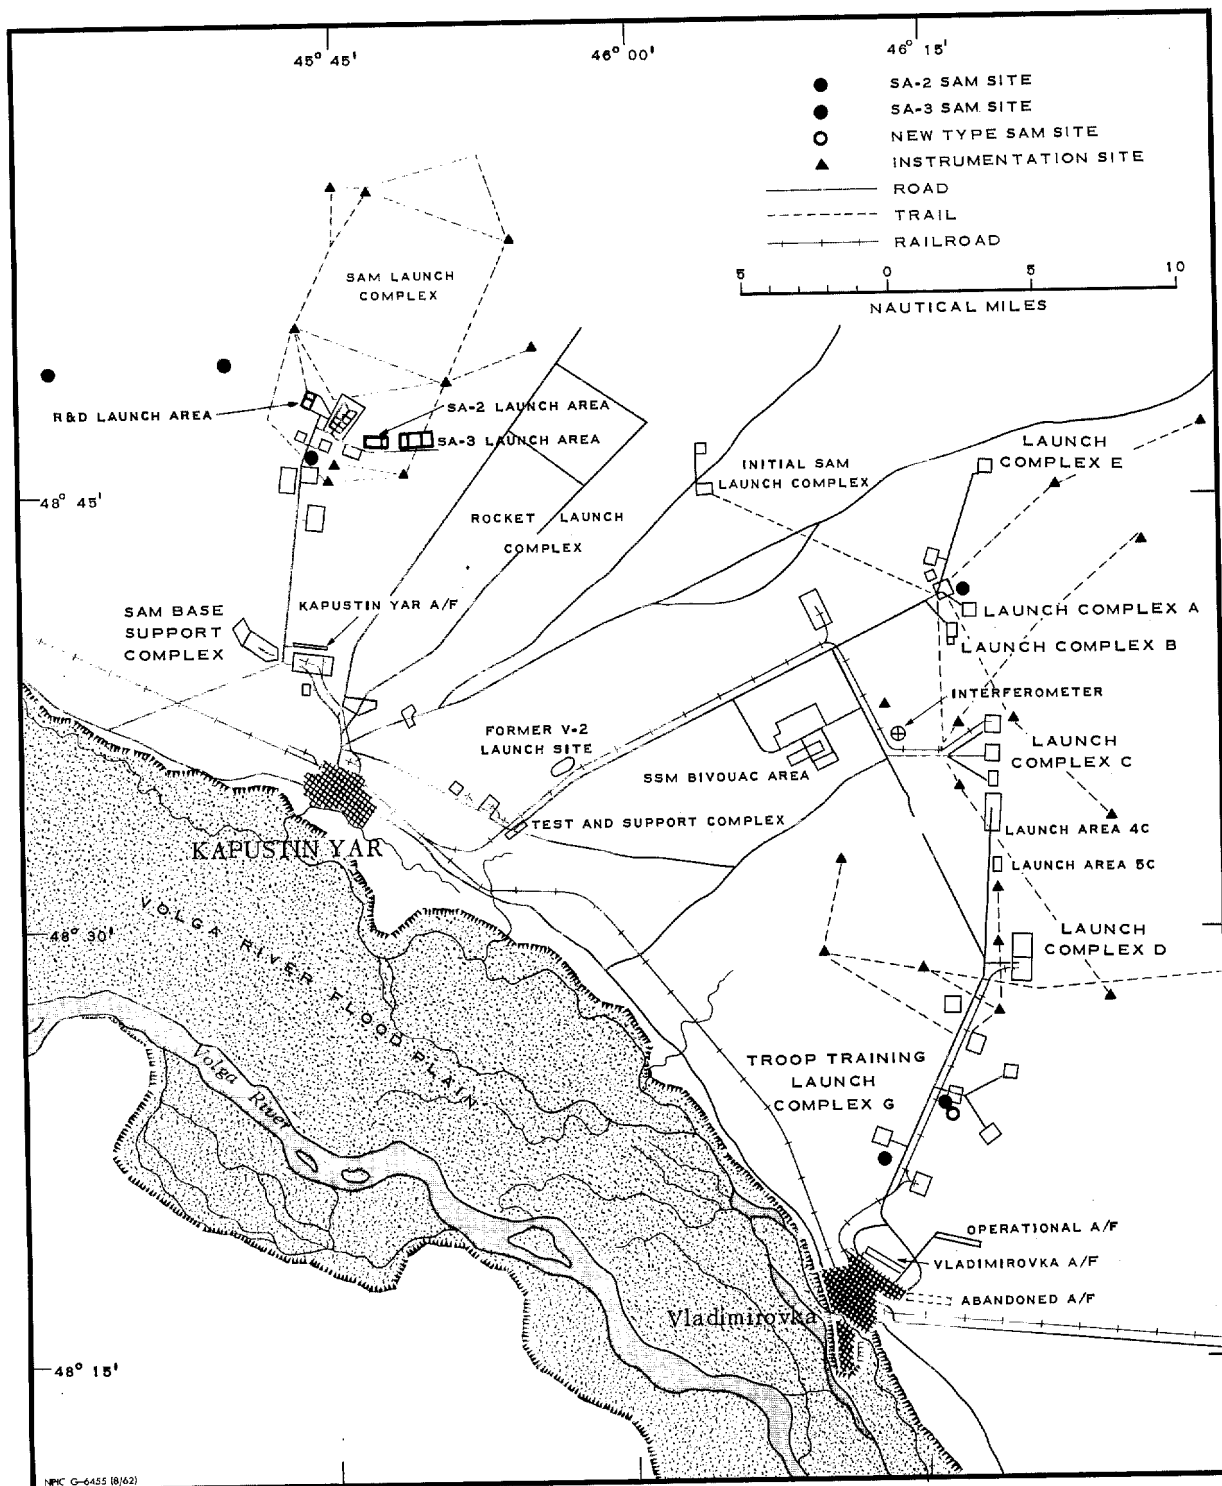 45° 45'
46° 00'
46° 15'
SA-2 SAM SITE
SA-3 SAM SITE
NEW TYPE SAM SITE
INSTRUMENTATION SITE
ROAD
TRAIL
RAILROAD
5 0 5 10
NAUTICAL MILES
SAM LAUNCH
COMPLEX
R&D LAUNCH AREA
SA-2 LAUNCH AREA
SA-3 LAUNCH AREA
LAUNCH
COMPLEX E
INITIAL SAM
LAUNCH COMPLEX
48° 45'
ROCKET LAUNCH
COMPLEX
SAM BASE
SUPPORT
COMPLEX
KAPUSTIN YAR A/F
LAUNCH COMPLEX A
LAUNCH COMPLEX B
INTERFEROMETER
FORMER V-2
LAUNCH SITE
SSM BIVOUAC AREA
LAUNCH
COMPLEX C
TEST AND SUPPORT COMPLEX
LAUNCH AREA 4C
KAPUSTIN YAR
LAUNCH AREA 5C
VOLGA RIVER FLOOD PLAIN
48° 30'
LAUNCH
COMPLEX D
Volga River
TROOP TRAINING
LAUNCH
COMPLEX G
OPERATIONAL A/F
VLADIMIROVKA A/F
ABANDONED A/F
Vladimirovka
48° 15'
NPIC G-6455 (8/62)